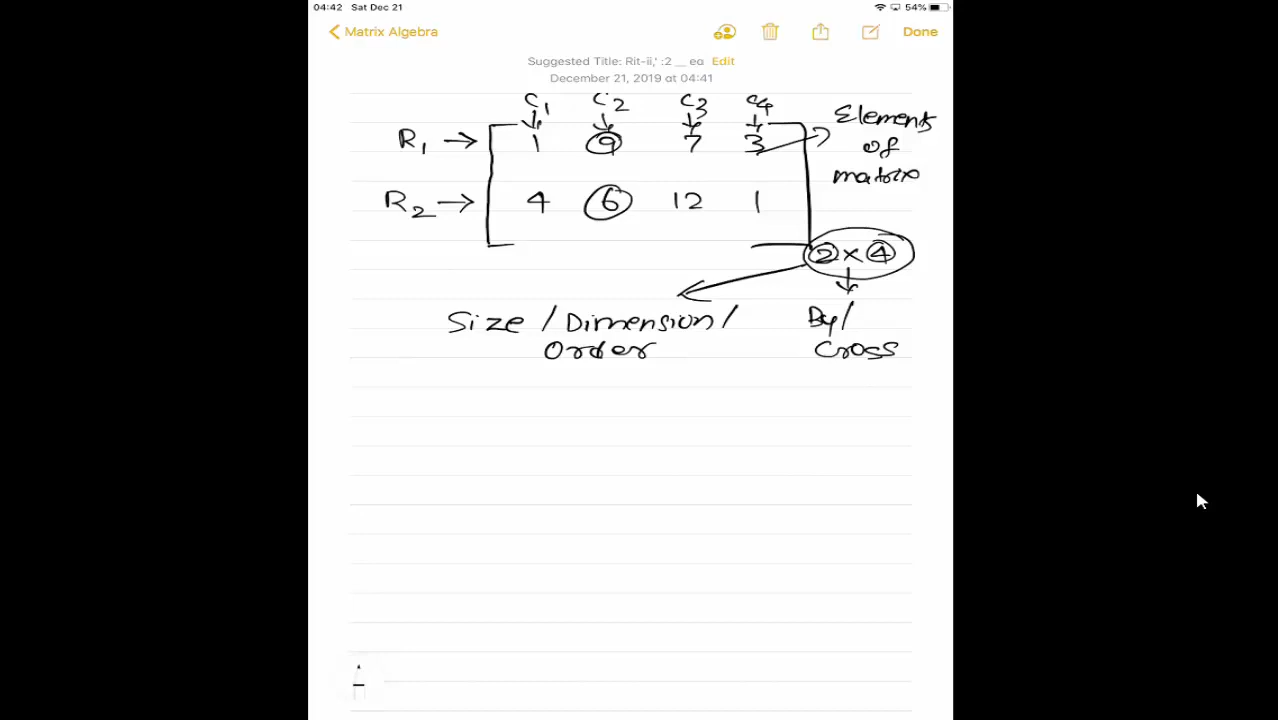 04:42 Sat Dec 21 54%
Matrix Algebra Done
Suggested Title: Rit-ii,' :2 __ ea Edit
December 21, 2019 at 04:41
C1 C2 C3 C4
R1 → 1 9 7 3
Elements
of
matrix
R2 → 4 6 12 1
2 × 4
Size / Dimension /
Order
By/
Cross